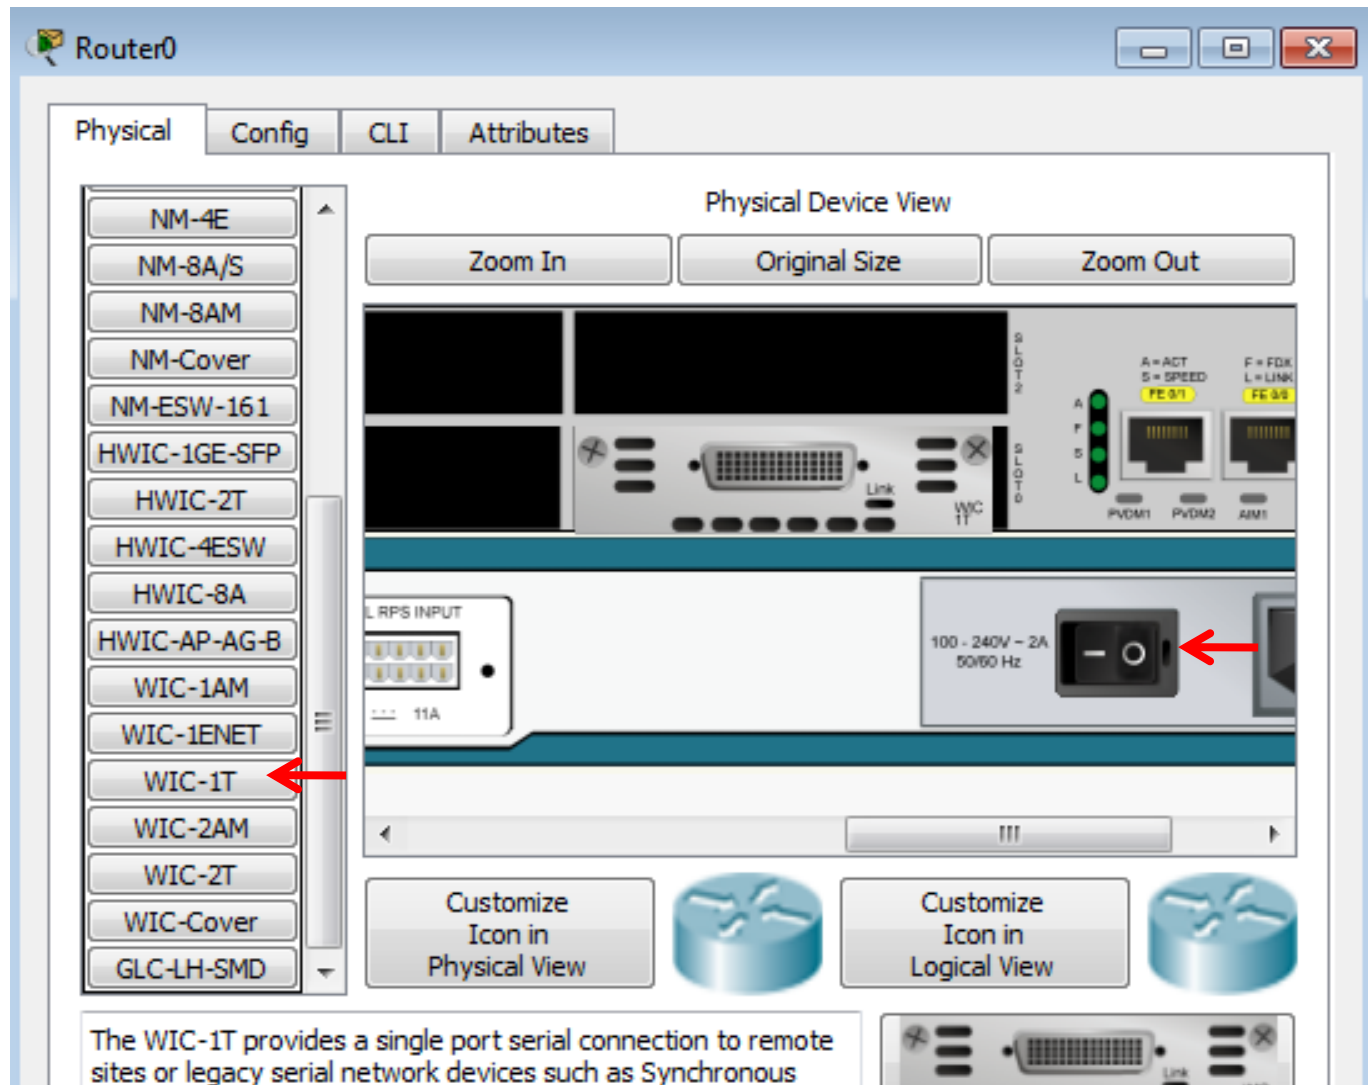 Router0
Physical
Config
CLI
Attributes
NM-4E
NM-8A/S
NM-8AM
NM-Cover
NM-ESW-161
HWIC-1GE-SFP
HWIC-2T
HWIC-4ESW
HWIC-8A
HWIC-AP-AG-B
WIC-1AM
WIC-1ENET
WIC-1T
WIC-2AM
WIC-2T
WIC-Cover
GLC-LH-SMD
Physical Device View
Zoom In
Original Size
Zoom Out
SLOT2
A = ACT
S = SPEED
F = FDX
L = LINK
FE 0/1
FE 0/0
A
F
S
L
SLOT0
Link
WIC
1T
PVDM1
PVDM2
AIM1
L RPS INPUT
11A
100 - 240V ~ 2A
50/60 Hz
Customize
Icon in
Physical View
Customize
Icon in
Logical View
The WIC-1T provides a single port serial connection to remote
sites or legacy serial network devices such as Synchronous
Link